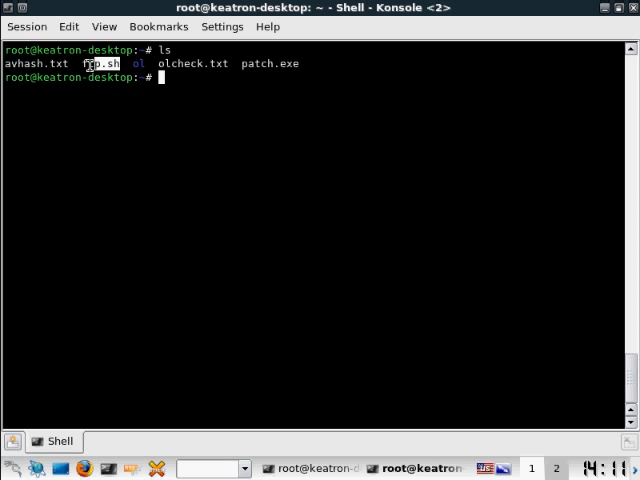 root@keatron-desktop: ~ - Shell - Konsole <2>
Session Edit View Bookmarks Settings Help
root@keatron-desktop:~# ls
avhash.txt ol olcheck.txt patch.exe
root@keatron-desktop:~#
Shell
root@keatron-d root@keatron- US 1 2 14:11